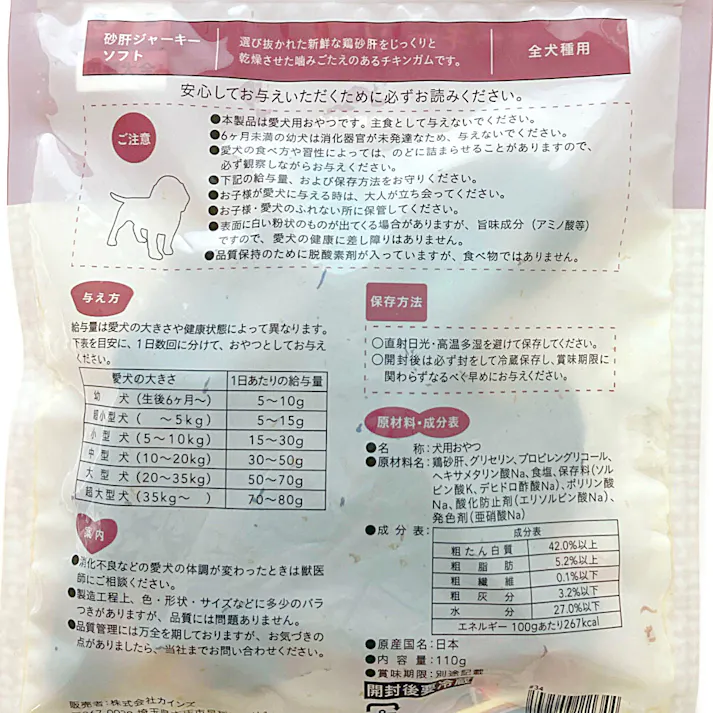 砂肝ジャーキー
ソフト
選び抜かれた新鮮な鶏砂肝をじっくりと
乾燥させた噛みごたえのあるチキンガムです。
全犬種用
安心してお与えいただくために必ずお読みください。
ご注意
●本製品は愛犬用おやつです。主食として与えないでください。
●6ヶ月未満の幼犬は消化器官が未発達なため、与えないでください。
●愛犬の食べ方や習性によっては、のどに詰まらせることがありますので、
必ず観察しながらお与えください。
●下記の給与量、および保存方法をお守りください。
●お子様が愛犬に与える時は、大人が立ち会ってください。
●お子様・愛犬のふれない所に保管してください。
●表面に白い粉状のものが出てくる場合がありますが、旨味成分（アミノ酸等）
ですので、愛犬の健康に差し障りはありません。
●品質保持のために脱酸素剤が入っていますが、食べ物ではありません。
与え方
給与量は愛犬の大きさや健康状態によって異なります。
下表を目安に、1日数回に分けて、おやつとしてお与え
ください。
愛犬の大きさ 1日あたりの給与量
幼 犬（生後6ヶ月～） 5～10g
超小型犬（ ～5kg） 5～15g
小 型 犬（5～10kg） 15～30g
中 型 犬（10～20kg） 30～50g
大 型 犬（20～35kg） 50～70g
超大型犬（35kg～ ） 70～80g
案内
●消化不良などの愛犬の体調が変わったときは獣医
師にご相談ください。
●製造工程上、色・形状・サイズなどに多少のバラ
つきがありますが、品質には問題ありません。
●品質管理には万全を期しておりますが、お気づきの
点がありましたら、当社までお問い合わせください。
販売者：株式会社カインズ
保存方法
○直射日光・高温多湿を避けて保存してください。
○開封後は必ず封をして冷蔵保存し、賞味期限に
関わらずなるべく早めにお与えください。
原材料・成分表
●名 称：犬用おやつ
●原材料名：鶏砂肝、グリセリン、プロピレングリコール、
ヘキサメタリン酸Na、食塩、保存料（ソル
ビン酸K、デヒドロ酢酸Na）、ポリリン酸
Na、酸化防止剤（エリソルビン酸Na）、
発色剤（亜硝酸Na）
●成 分 表：
成分表
粗たん白質 42.0%以上
粗 脂 肪 5.2%以上
粗 繊 維 0.1%以下
粗 灰 分 3.2%以下
水 分 27.0%以下
エネルギー 100gあたり267kcal
●原産国名：日本
●内 容 量：110g
●賞味期限：別途記載
開封後要冷蔵
#34